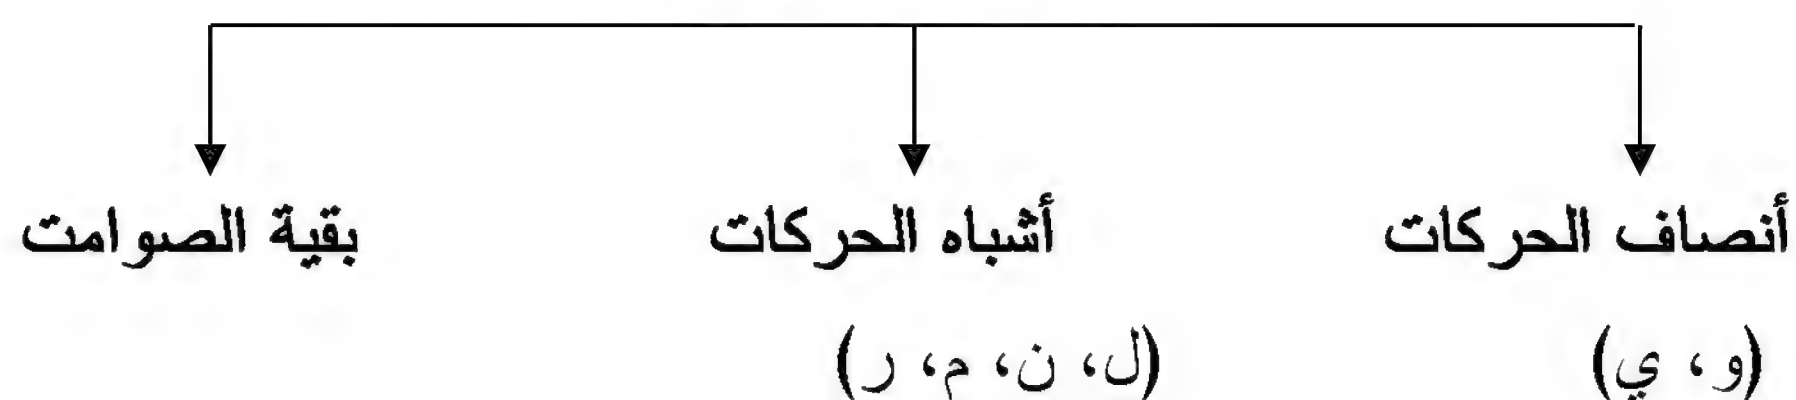 أنصاف الحركات أشباه الحركات بقية الصوامت
(و، ي) (ل، ن، م، ر)